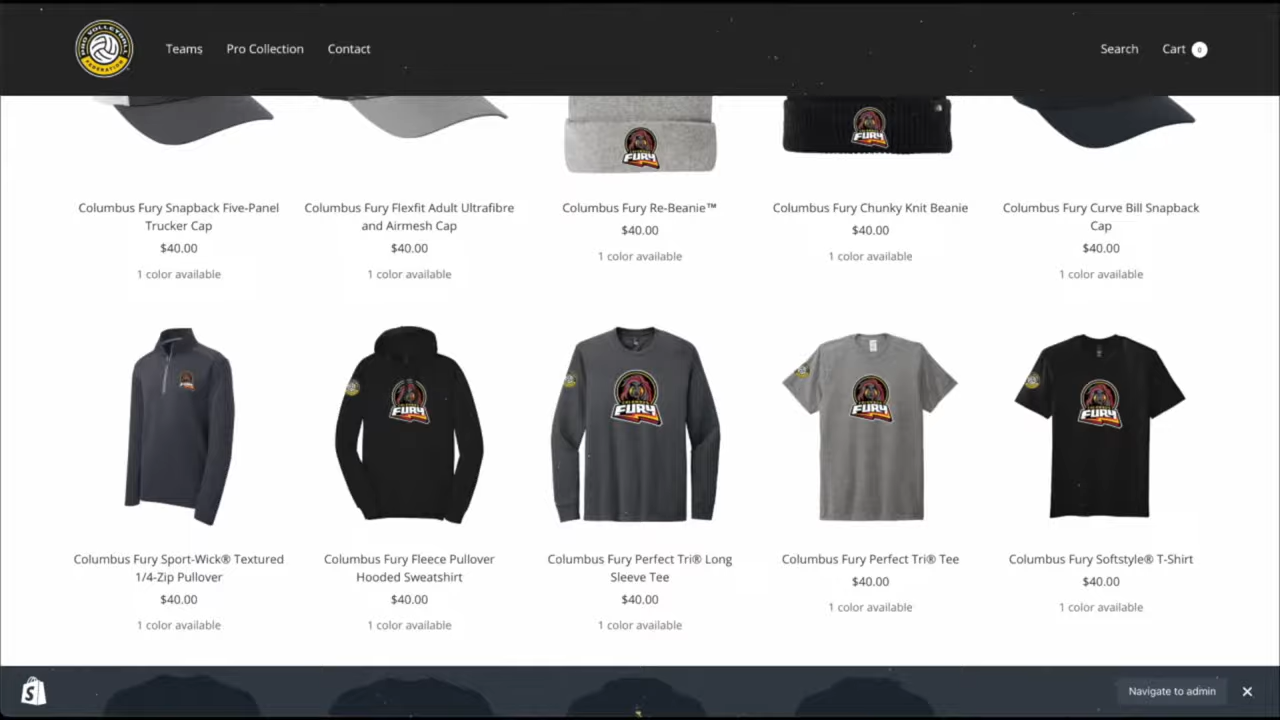 PRO VOLLEYBALL
FEDERATION
Teams
Pro Collection
Contact
Search
Cart
0
FURY
FURY
Columbus Fury Snapback Five-Panel
Trucker Cap
$40.00
1 color available
Columbus Fury Flexfit Adult Ultrafibre
and Airmesh Cap
$40.00
1 color available
Columbus Fury Re-Beanie™
$40.00
1 color available
Columbus Fury Chunky Knit Beanie
$40.00
1 color available
Columbus Fury Curve Bill Snapback
Cap
$40.00
1 color available
FURY
COLUMBUS
FURY
FURY
FURY
Columbus Fury Sport-Wick® Textured
1/4-Zip Pullover
$40.00
1 color available
Columbus Fury Fleece Pullover
Hooded Sweatshirt
$40.00
1 color available
Columbus Fury Perfect Tri® Long
Sleeve Tee
$40.00
1 color available
Columbus Fury Perfect Tri® Tee
$40.00
1 color available
Columbus Fury Softstyle® T-Shirt
$40.00
1 color available
Navigate to admin